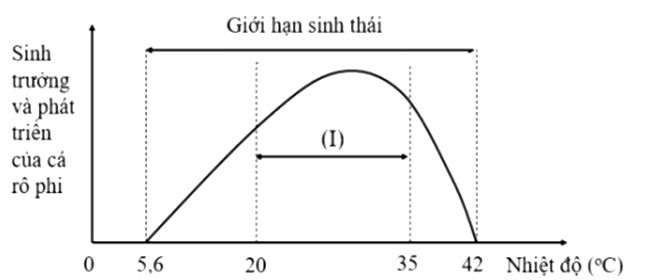 Giới hạn sinh thái
Sinh
trưởng
và phát
triển
của cá
rô phi
(I)
0 5,6 20 35 42 Nhiệt độ (°C)